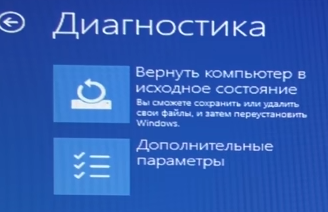 Диагностика
Вернуть компьютер в
исходное состояние
Вы сможете сохранить или удалить
свои файлы, и затем переустановить
Windows.
Дополнительные
параметры